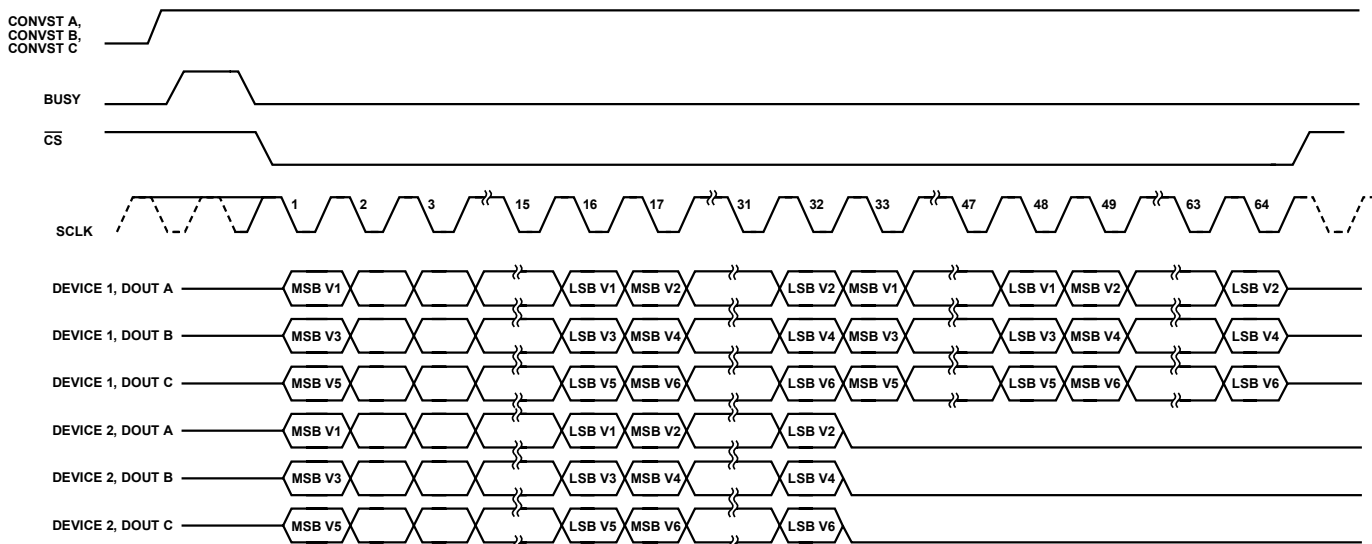 CONVST A,
CONVST B,
CONVST C
BUSY
CS
SCLK
1 2 3 15 16 17 31 32 33 47 48 49 63 64
DEVICE 1, DOUT A MSB V1 LSB V1 MSB V2 LSB V2 MSB V1 LSB V1 MSB V2 LSB V2
DEVICE 1, DOUT B MSB V3 LSB V3 MSB V4 LSB V4 MSB V3 LSB V3 MSB V4 LSB V4
DEVICE 1, DOUT C MSB V5 LSB V5 MSB V6 LSB V6 MSB V5 LSB V5 MSB V6 LSB V6
DEVICE 2, DOUT A MSB V1 LSB V1 MSB V2 LSB V2
DEVICE 2, DOUT B MSB V3 LSB V3 MSB V4 LSB V4
DEVICE 2, DOUT C MSB V5 LSB V5 MSB V6 LSB V6